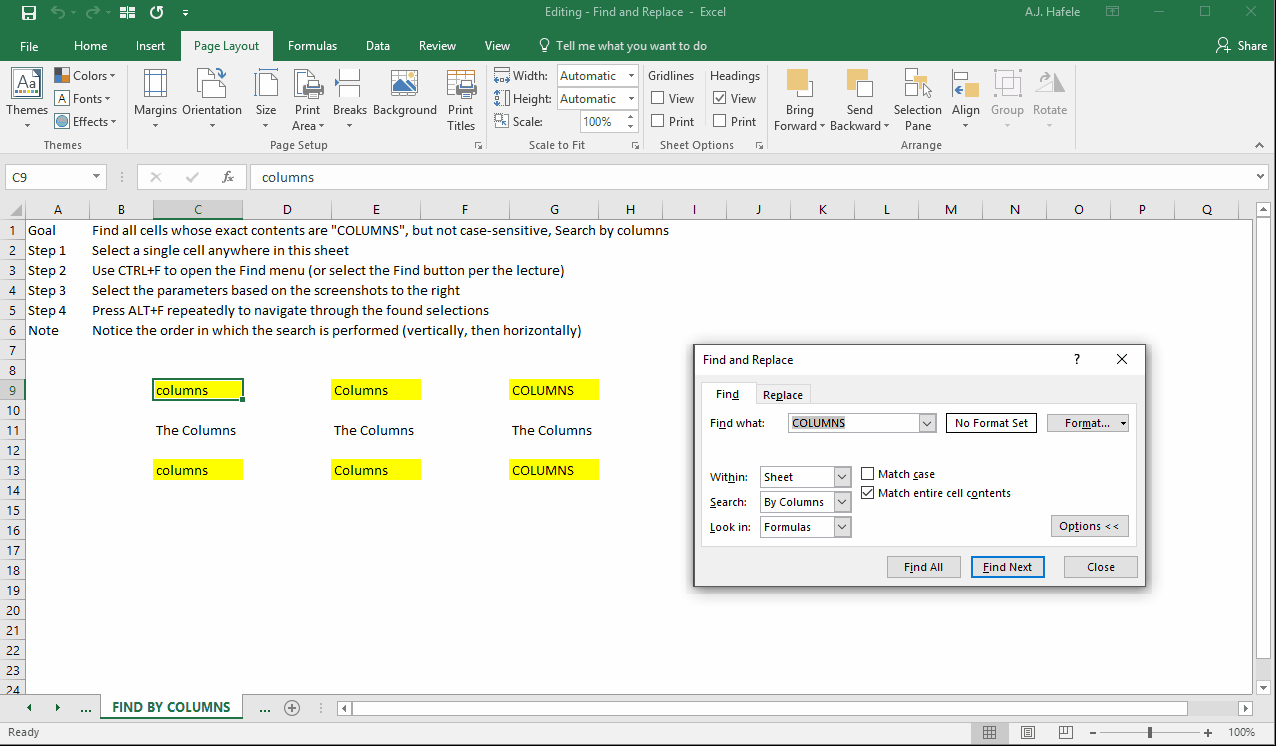 Editing - Find and Replace - Excel
A.J. Hafele
File Home Insert Page Layout Formulas Data Review View Tell me what you want to do Share
Aa Colors Margins Orientation Size Print Area Breaks Background Print Titles Width: Automatic Gridlines Headings Bring Forward Send Backward Selection Pane Align Group Rotate
Themes A Fonts Height: Automatic View View
Effects Scale: 100% Print Print
Themes Page Setup Scale to Fit Sheet Options Arrange
C9 fx columns
A B C D E F G H I J K L M N O P Q
1 Goal Find all cells whose exact contents are "COLUMNS", but not case-sensitive, Search by columns
2 Step 1 Select a single cell anywhere in this sheet
3 Step 2 Use CTRL+F to open the Find menu (or select the Find button per the lecture)
4 Step 3 Select the parameters based on the screenshots to the right
5 Step 4 Press ALT+F repeatedly to navigate through the found selections
6 Note Notice the order in which the search is performed (vertically, then horizontally)
7
8
9 columns Columns COLUMNS
10
11 The Columns The Columns The Columns
12
13 columns Columns COLUMNS
14
15
16
17
18
19
20
21
22
23
24
Find and Replace ? X
Find Replace
Find what: COLUMNS No Format Set Format...
Within: Sheet Match case
Search: By Columns Match entire cell contents
Look in: Formulas Options <<
Find All Find Next Close
... FIND BY COLUMNS ...
Ready 100%